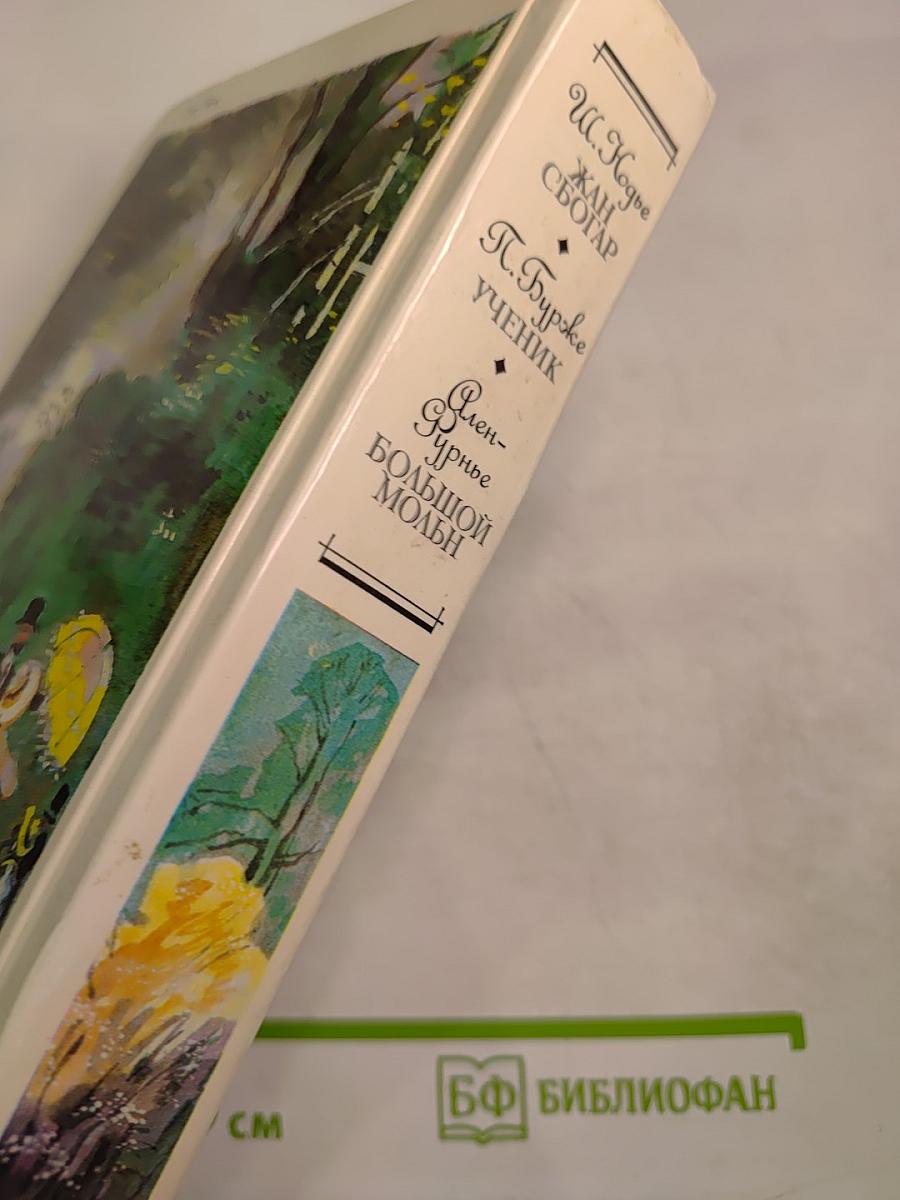 Ш. Нодье
ЖАН
СБОГАР
П. Бурже
УЧЕНИК
Ален-
Фурнье
БОЛЬШОЙ
МОЛЬН
см
БФ БИБЛИОФАН